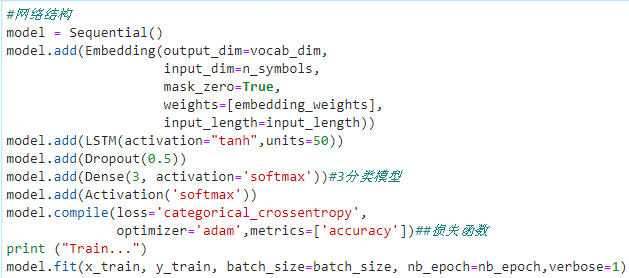 #网络结构
model = Sequential()
model.add(Embedding(output_dim=vocab_dim,
                    input_dim=n_symbols,
                    mask_zero=True,
                    weights=[embedding_weights],
                    input_length=input_length))
model.add(LSTM(activation="tanh",units=50))
model.add(Dropout(0.5))
model.add(Dense(3, activation='softmax'))#3分类模型
model.add(Activation('softmax'))
model.compile(loss='categorical_crossentropy',
              optimizer='adam',metrics=['accuracy'])##损失函数
print ("Train...")
model.fit(x_train, y_train, batch_size=batch_size, nb_epoch=nb_epoch,verbose=1)